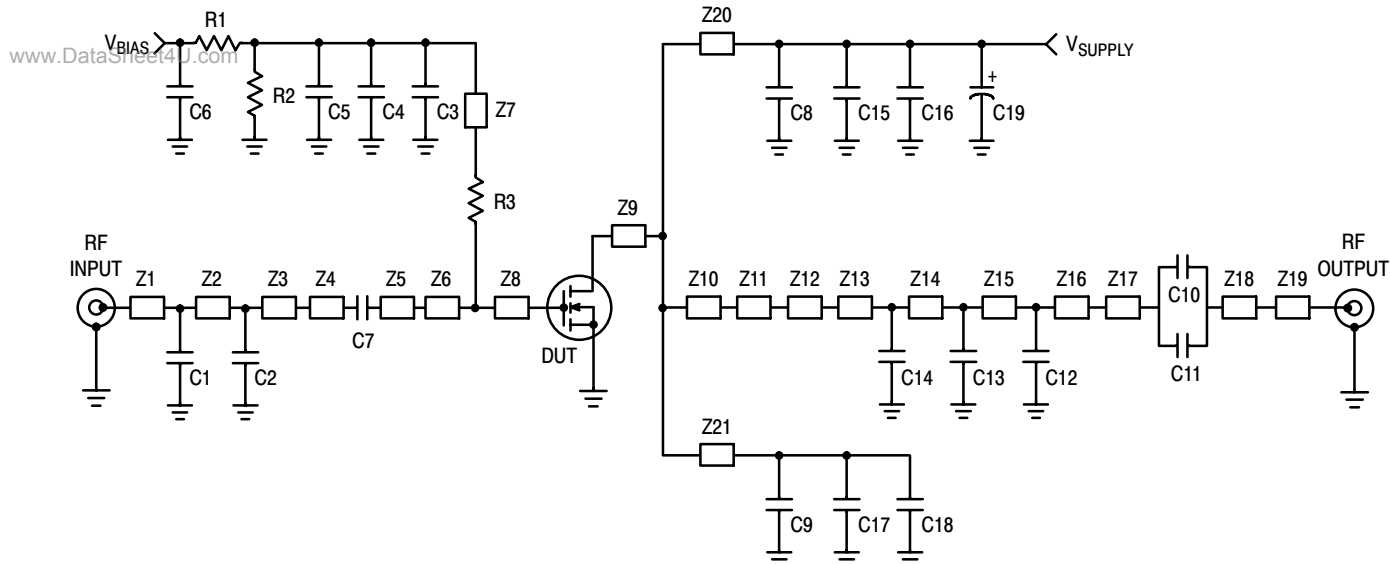 R1
Z20
V_BIAS
V_SUPPLY
www.DataSheet4U.com
R2
C6
C5
C4
C3
Z7
C8
C15
C16
+
C19
R3
Z9
RF
INPUT
Z1
Z2
Z3
Z4
Z5
Z6
Z8
Z10
Z11
Z12
Z13
Z14
Z15
Z16
Z17
C10
Z18
Z19
RF
OUTPUT
C7
DUT
C11
C1
C2
C14
C13
C12
Z21
C9
C17
C18